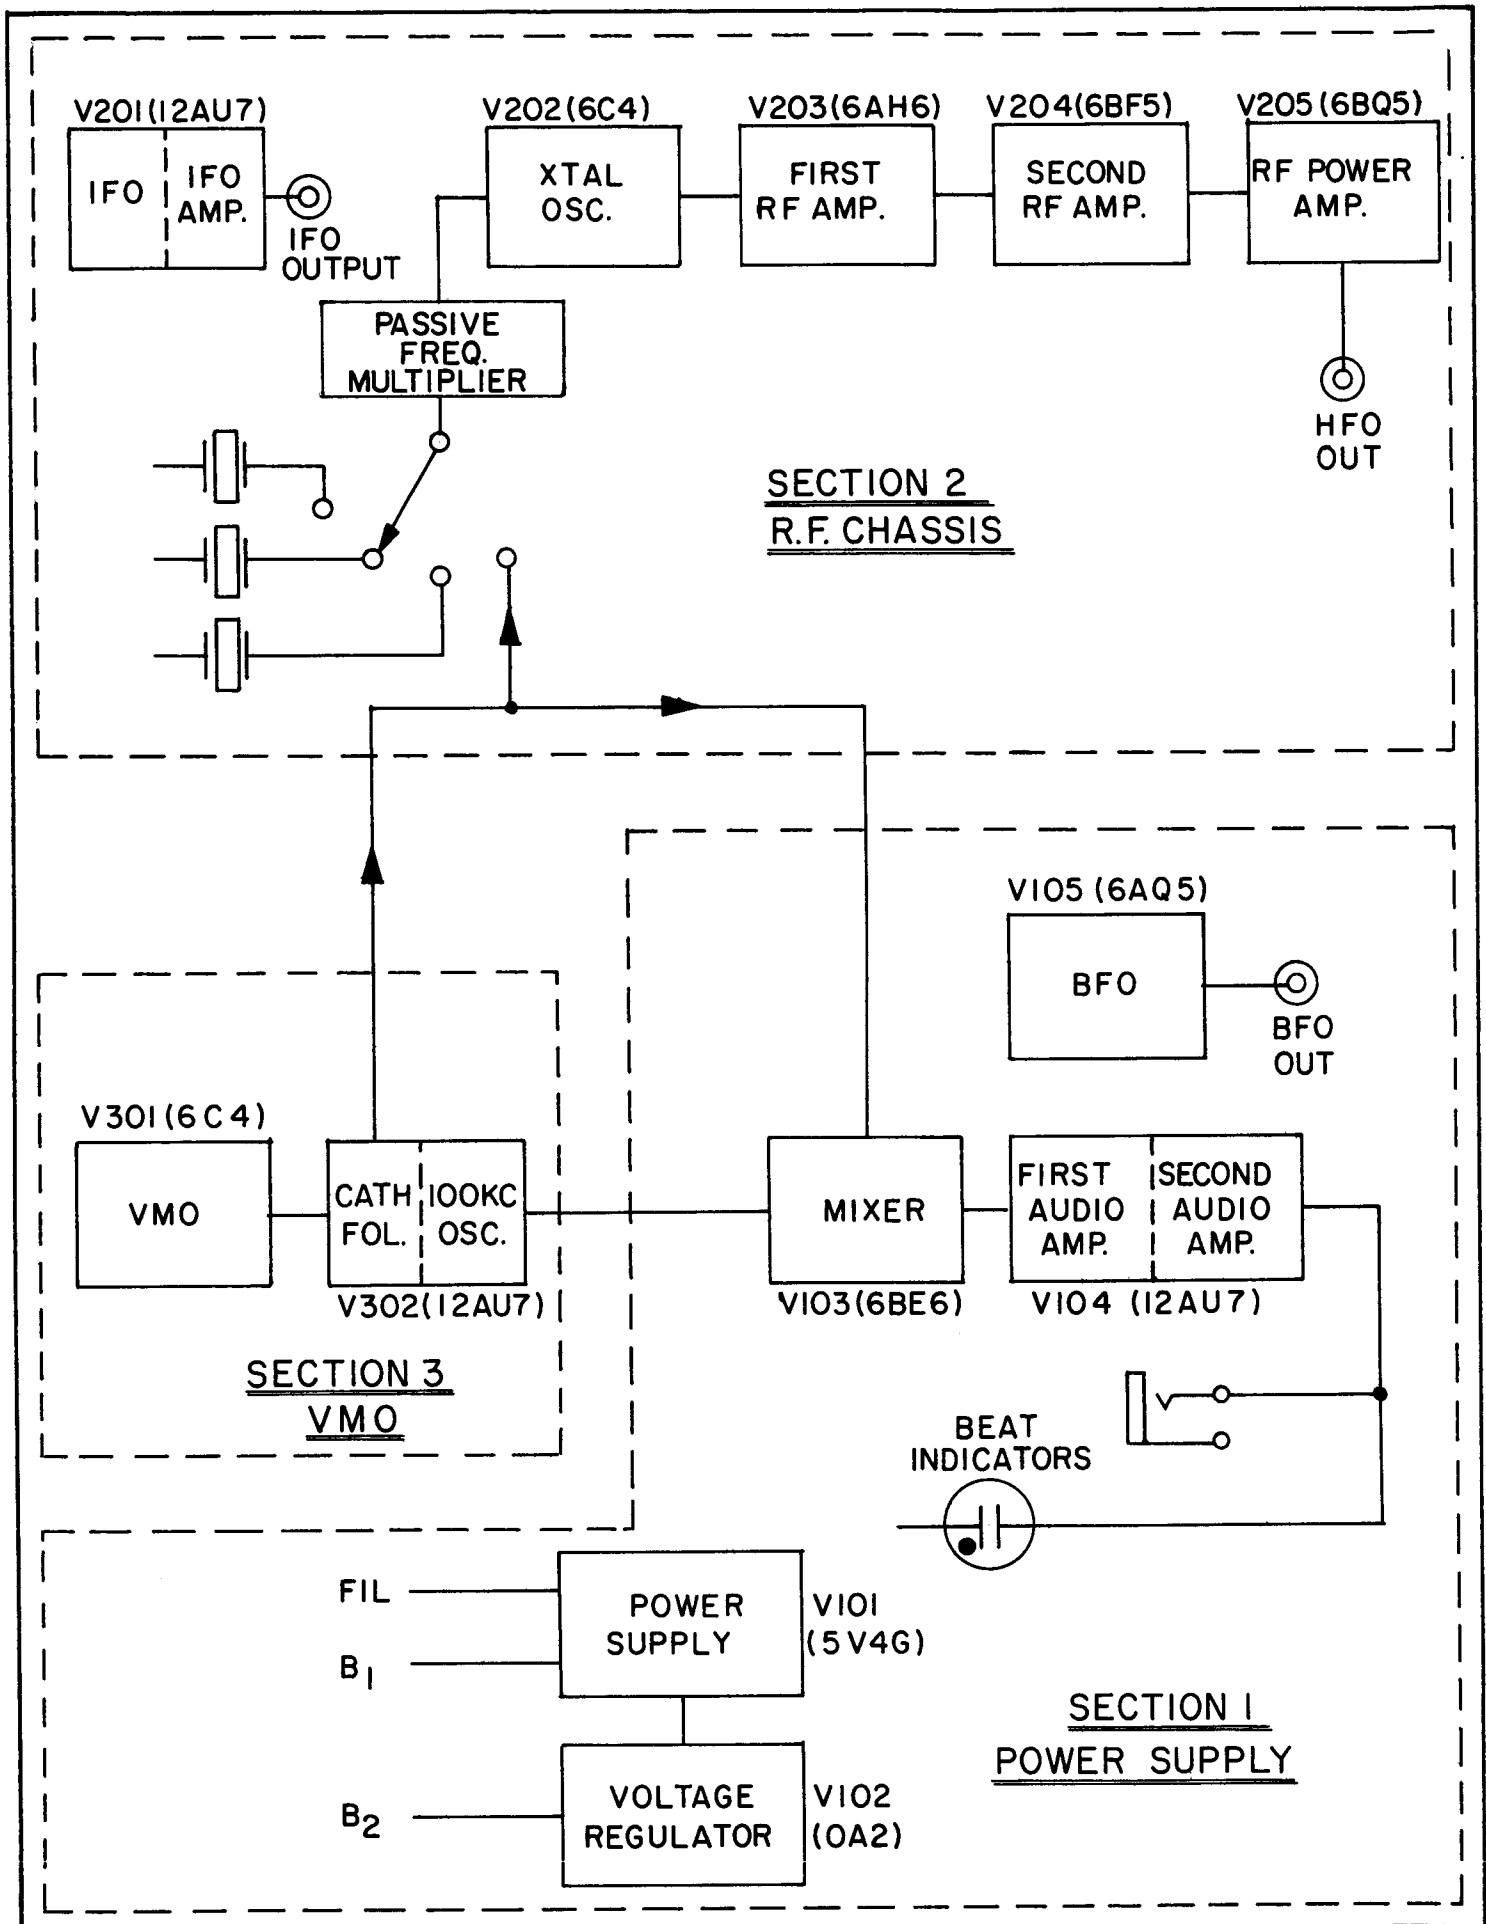 V201(12AU7)
IFO
IFO
AMP.
IFO
OUTPUT
V202(6C4)
XTAL
OSC.
V203(6AH6)
FIRST
RF AMP.
V204(6BF5)
SECOND
RF AMP.
V205(6BQ5)
RF POWER
AMP.
HFO
OUT
PASSIVE
FREQ.
MULTIPLIER
SECTION 2
R.F. CHASSIS
V105 (6AQ5)
BFO
BFO
OUT
V301(6C4)
VMO
CATH
FOL.
100KC
OSC.
V302(12AU7)
SECTION 3
VMO
MIXER
V103(6BE6)
FIRST
AUDIO
AMP.
SECOND
AUDIO
AMP.
V104 (12AU7)
BEAT
INDICATORS
FIL
B1
POWER
SUPPLY
V101
(5V4G)
B2
VOLTAGE
REGULATOR
V102
(0A2)
SECTION 1
POWER SUPPLY